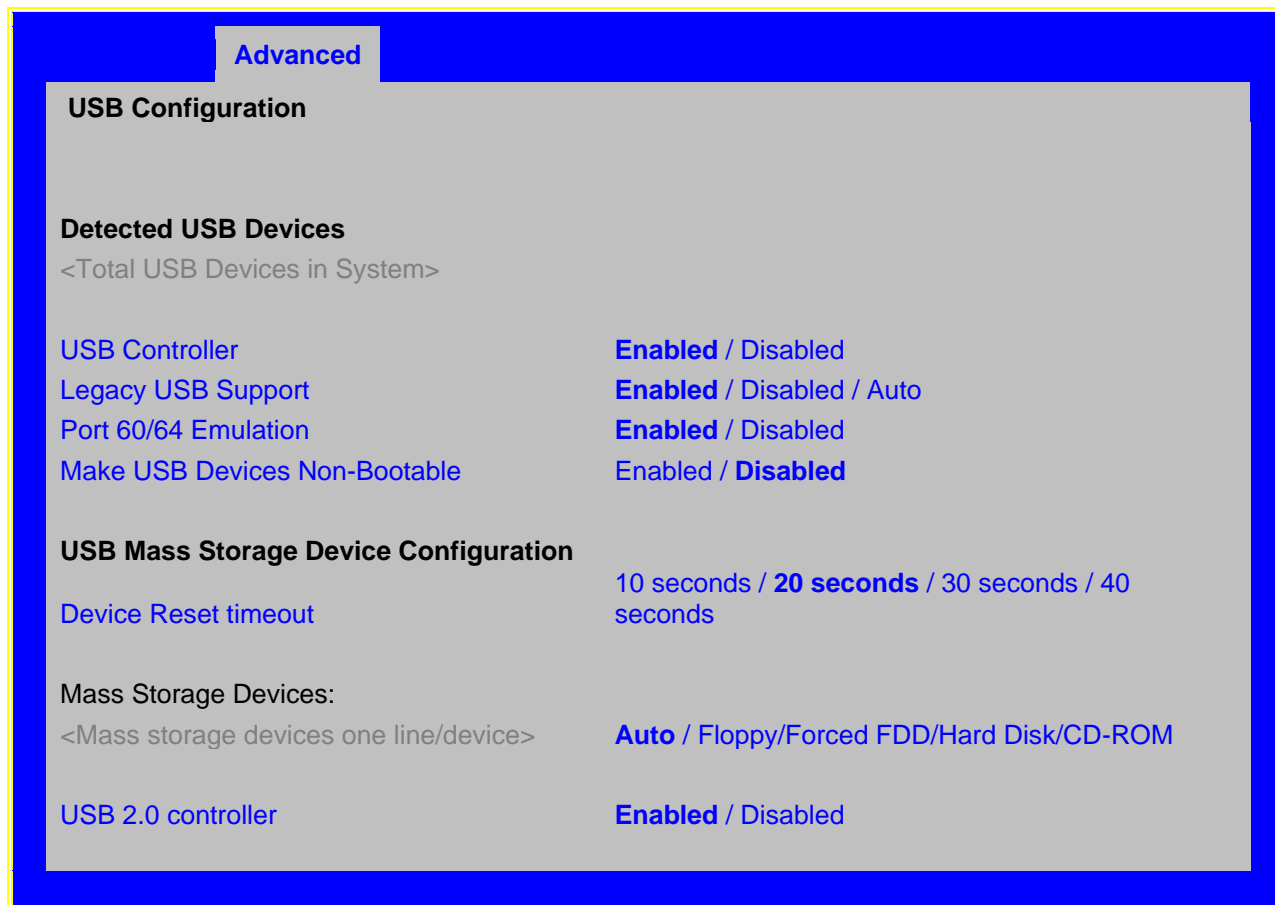 Advanced
USB Configuration
Detected USB Devices
<Total USB Devices in System>
USB Controller Enabled / Disabled
Legacy USB Support Enabled / Disabled / Auto
Port 60/64 Emulation Enabled / Disabled
Make USB Devices Non-Bootable Enabled / Disabled
USB Mass Storage Device Configuration
Device Reset timeout 10 seconds / 20 seconds / 30 seconds / 40
seconds
Mass Storage Devices:
<Mass storage devices one line/device> Auto / Floppy/Forced FDD/Hard Disk/CD-ROM
USB 2.0 controller Enabled / Disabled